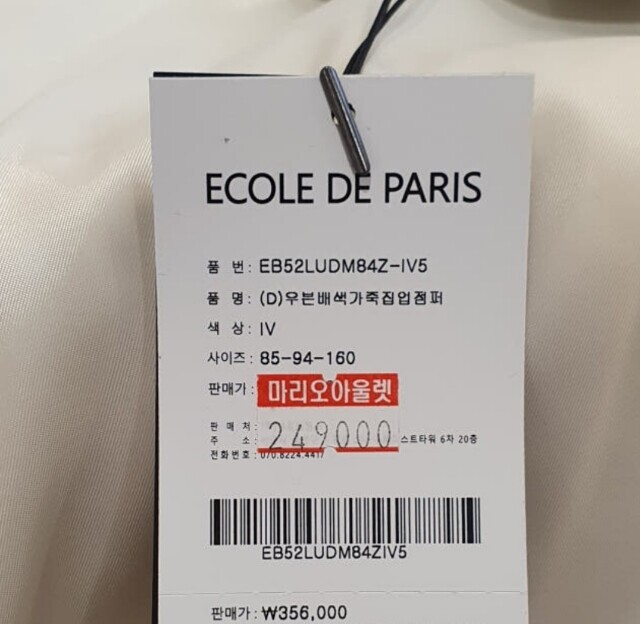 ECOLE DE PARIS
품 번: EB52LUDM84Z-IV5
품 명: (D)우븐배색가죽집업점퍼
색 상: IV
사이즈: 85-94-160
판매가: 마리오아울렛
판 매 처:
주 소: 249000 스트타워 6차 20층
전화번호: 070.8224.4417
EB52LUDM84ZIV5
판매가: ₩356,000